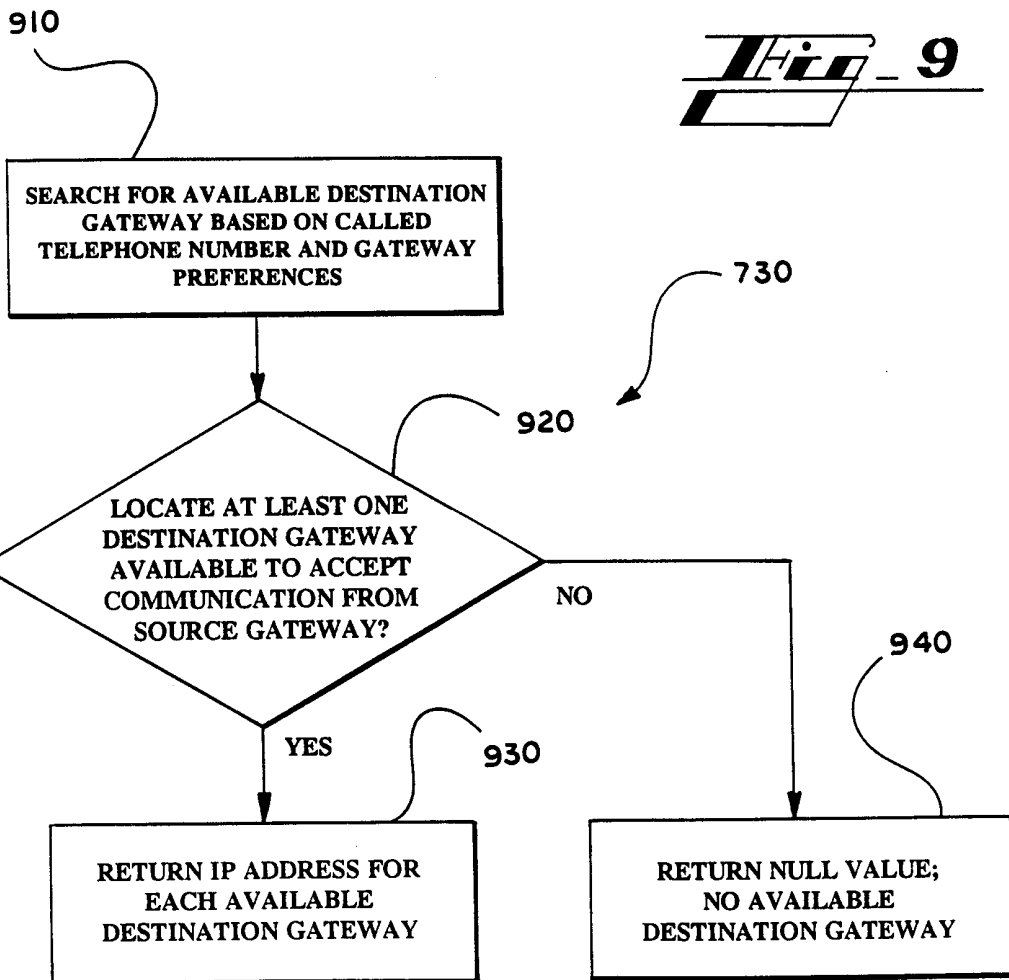 910
Fig_ 9
SEARCH FOR AVAILABLE DESTINATION
GATEWAY BASED ON CALLED
TELEPHONE NUMBER AND GATEWAY
PREFERENCES
730
920
LOCATE AT LEAST ONE
DESTINATION GATEWAY
AVAILABLE TO ACCEPT
COMMUNICATION FROM
SOURCE GATEWAY?
NO
940
YES
930
RETURN IP ADDRESS FOR
EACH AVAILABLE
DESTINATION GATEWAY
RETURN NULL VALUE;
NO AVAILABLE
DESTINATION GATEWAY